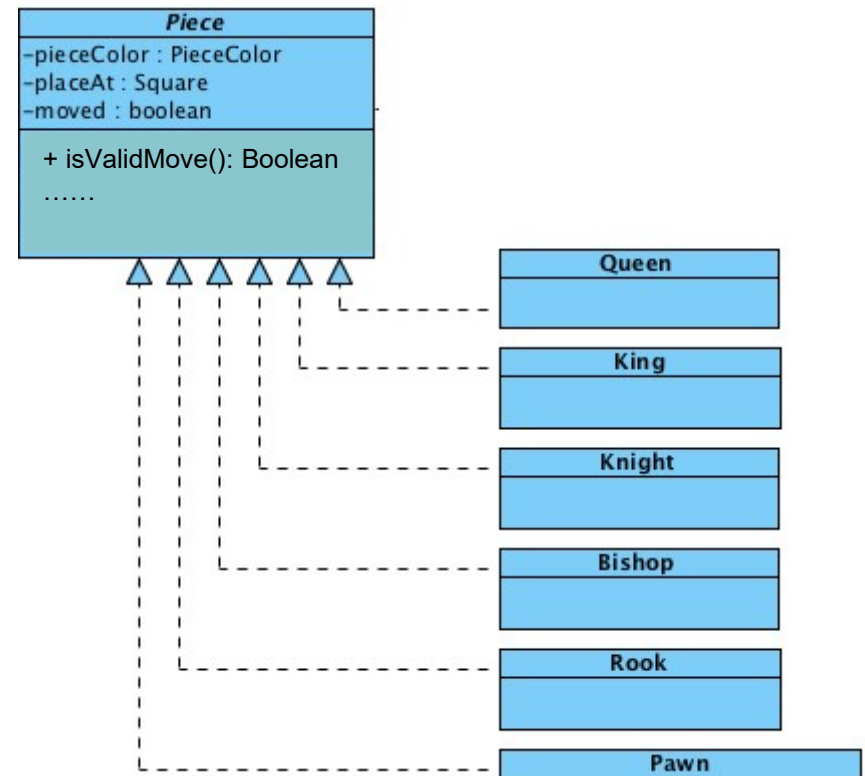 Piece
-pieceColor : PieceColor
-placeAt : Square
-moved : boolean
+ isValidMove(): Boolean
......
Queen
King
Knight
Bishop
Rook
Pawn